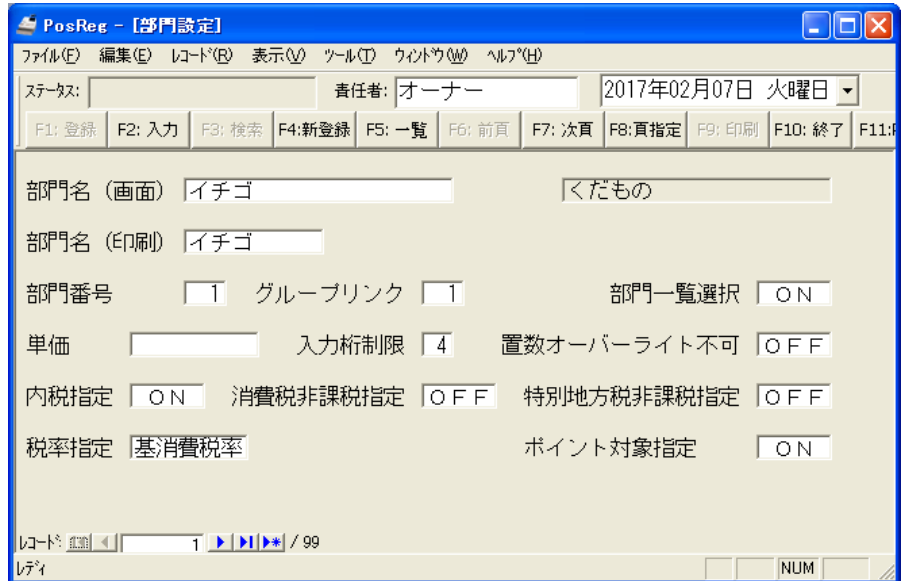 PosReg - [部門設定]
ファイル(F) 編集(E) レコード(R) 表示(V) ツール(T) ウィンドウ(W) ヘルプ(H)
ステータス: 責任者: オーナー 2017年02月07日 火曜日
F1: 登録 F2: 入力 F3: 検索 F4:新登録 F5: 一覧 F6: 前頁 F7: 次頁 F8:頁指定 F9: 印刷 F10: 終了 F11:
部門名 (画面) イチゴ くだもの
部門名 (印刷) イチゴ
部門番号 1 グループリンク 1 部門一覧選択 ON
単価 入力桁制限 4 置数オーバーライト不可 OFF
内税指定 ON 消費税非課税指定 OFF 特別地方税非課税指定 OFF
税率指定 基消費税率 ポイント対象指定 ON
レコード: 1 / 99
レディ NUM